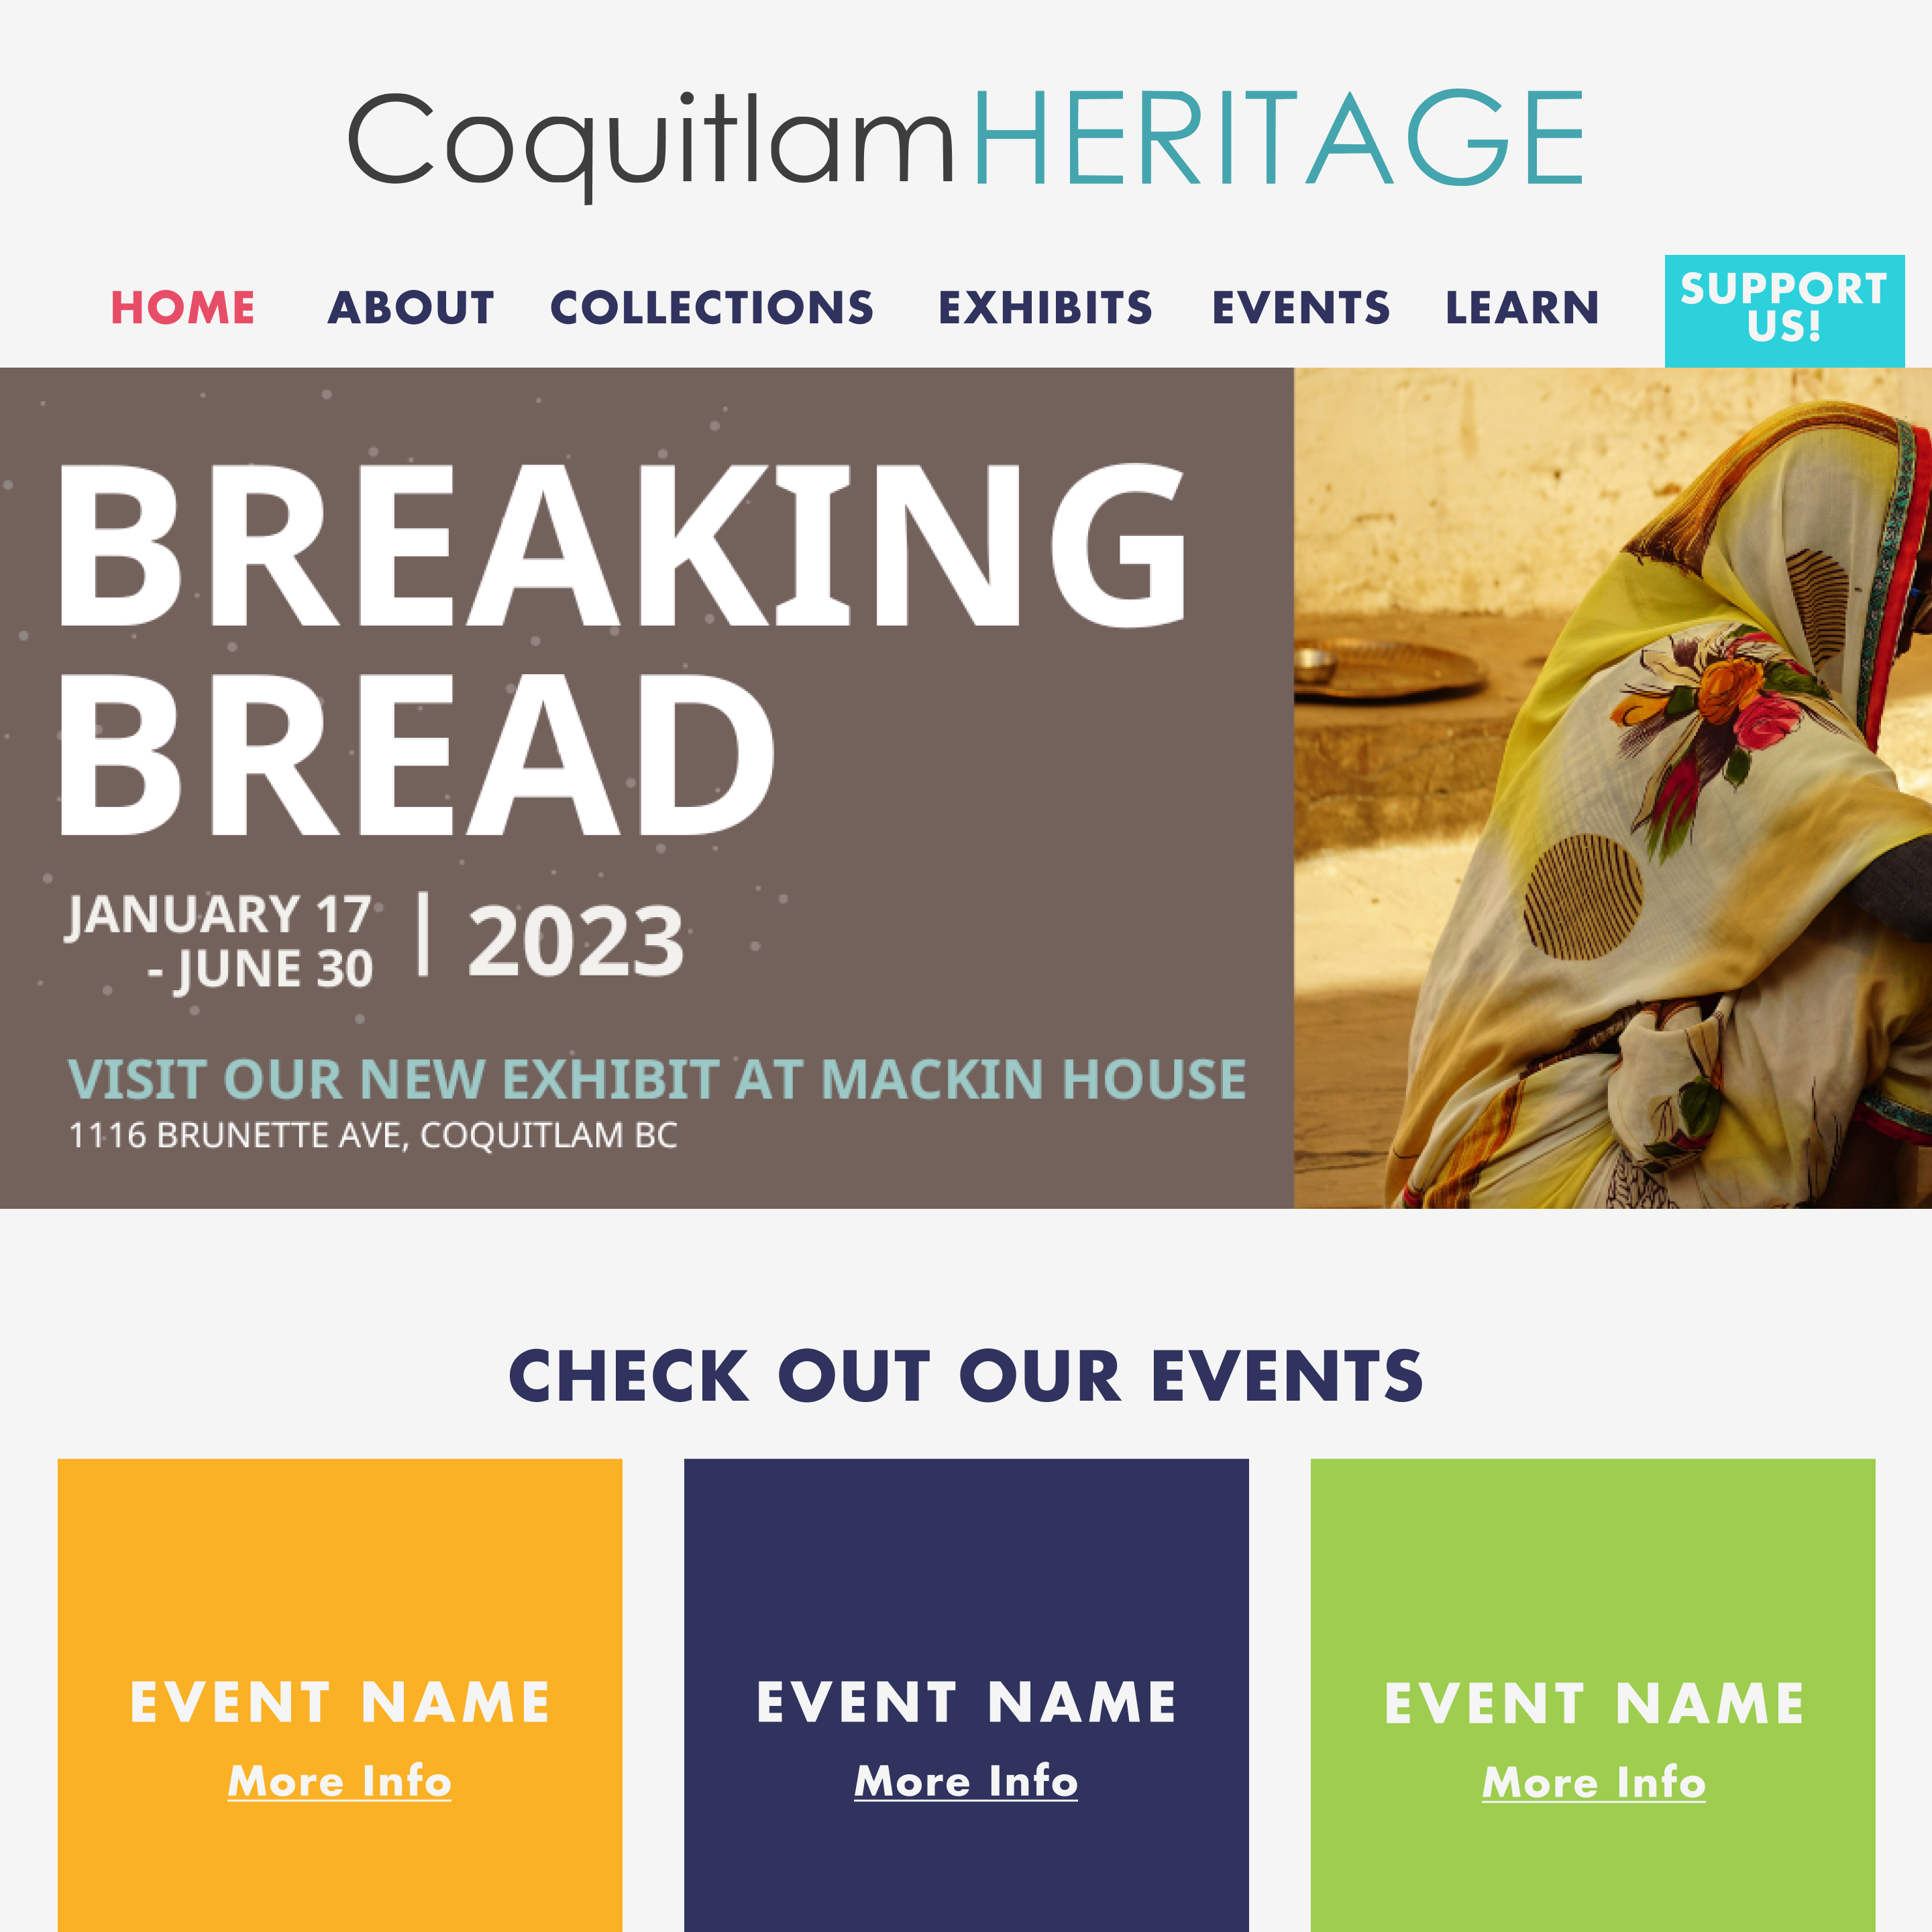 CoquitlamHERITAGE
HOME ABOUT COLLECTIONS EXHIBITS EVENTS LEARN SUPPORT
US!
BREAKING
BREAD
JANUARY 17
- JUNE 30 | 2023
VISIT OUR NEW EXHIBIT AT MACKIN HOUSE
1116 BRUNETTE AVE, COQUITLAM BC
CHECK OUT OUR EVENTS
EVENT NAME
More Info
EVENT NAME
More Info
EVENT NAME
More Info